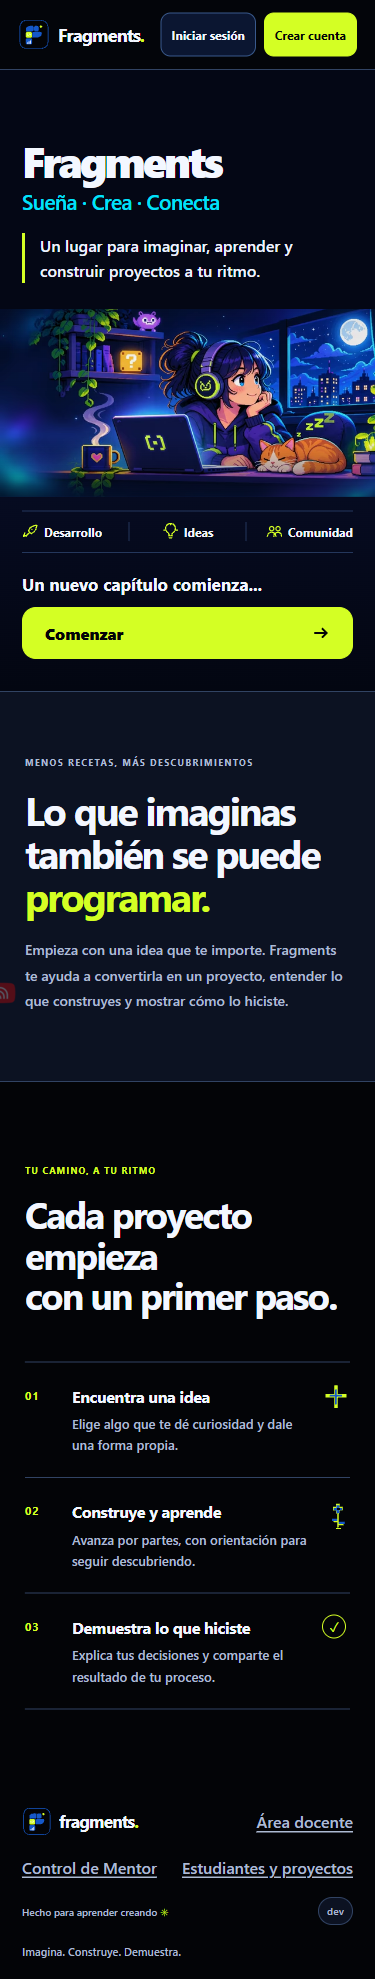 Fragments.
Iniciar sesión
Crear cuenta
Fragments
Sueña · Crea · Conecta
Un lugar para imaginar, aprender y
construir proyectos a tu ritmo.
?
z z z z
Desarrollo
Ideas
Comunidad
Un nuevo capítulo comienza...
Comenzar →
MENOS RECETAS, MÁS DESCUBRIMIENTOS
Lo que imaginas
también se puede
programar.
Empieza con una idea que te importe. Fragments
te ayuda a convertirla en un proyecto, entender lo
que construyes y mostrar cómo lo hiciste.
TU CAMINO, A TU RITMO
Cada proyecto
empieza
con un primer paso.
01 Encuentra una idea
Elige algo que te dé curiosidad y dale
una forma propia.
02 Construye y aprende
Avanza por partes, con orientación para
seguir descubriendo.
03 Demuestra lo que hiciste
Explica tus decisiones y comparte el
resultado de tu proceso.
fragments.
Área docente
Control de Mentor
Estudiantes y proyectos
Hecho para aprender creando ✳
dev
Imagina. Construye. Demuestra.